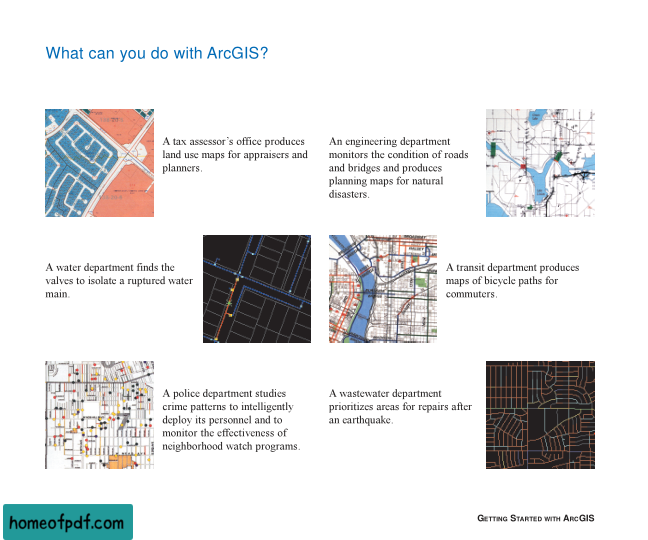 What can you do with ArcGIS?
A tax assessor's office produces
land use maps for appraisers and
planners.
An engineering department
monitors the condition of roads
and bridges and produces
planning maps for natural
disasters.
A water department finds the
valves to isolate a ruptured water
main.
A transit department produces
maps of bicycle paths for
commuters.
A police department studies
crime patterns to intelligently
deploy its personnel and to
monitor the effectiveness of
neighborhood watch programs.
A wastewater department
prioritizes areas for repairs after
an earthquake.
GETTING STARTED WITH ARCGIS
homeofpdf.com